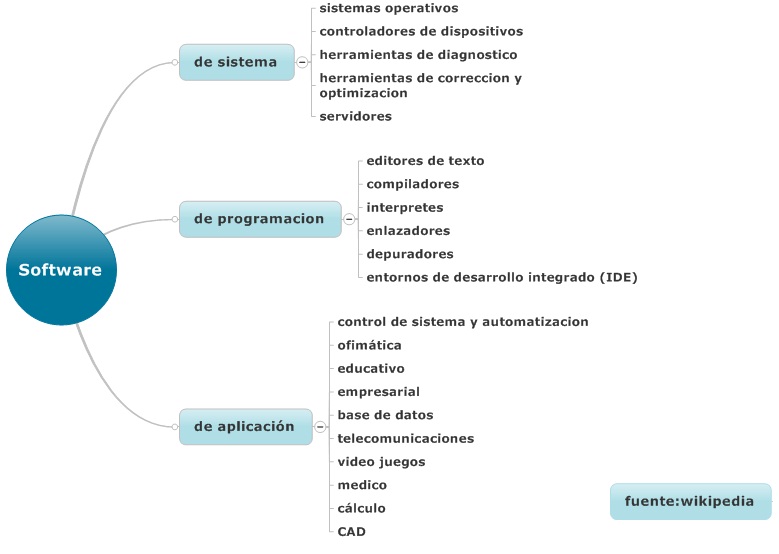 Software
de sistema
sistemas operativos
controladores de dispositivos
herramientas de diagnostico
herramientas de correccion y
optimizacion
servidores
de programacion
editores de texto
compiladores
interpretes
enlazadores
depuradores
entornos de desarrollo integrado (IDE)
de aplicación
control de sistema y automatizacion
ofimática
educativo
empresarial
base de datos
telecomunicaciones
video juegos
medico
cálculo
CAD
fuente:wikipedia